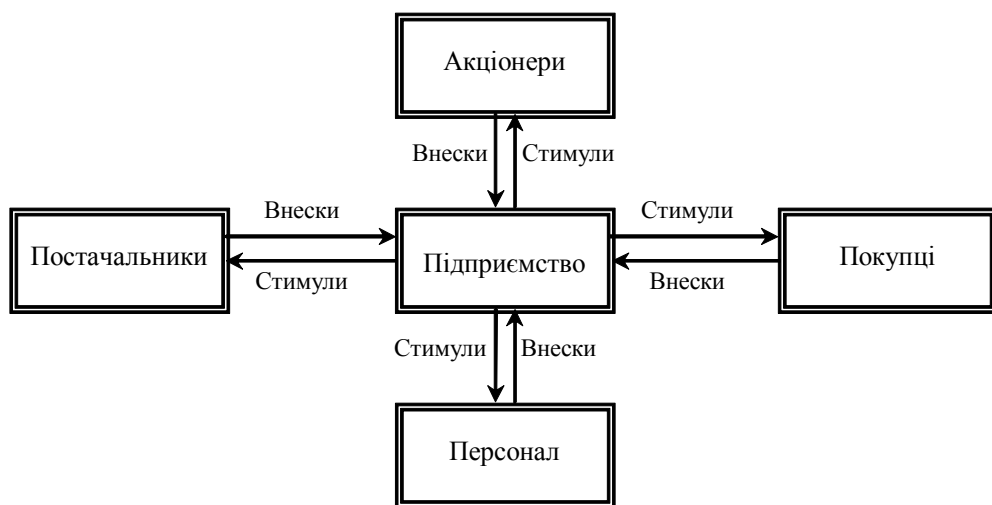 Акціонери
Внески Стимули
Внески Стимули
Постачальники Підприємство Покупці
Стимули Внески
Стимули Внески
Персонал